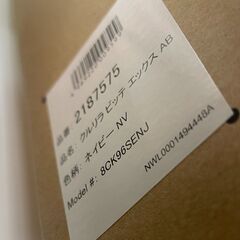 品番: 2187575
品名: クルリラ ビッテ エックス AB
色柄: ネイビー NV
Model #: 8CK96SENJ
NWL0001494448A